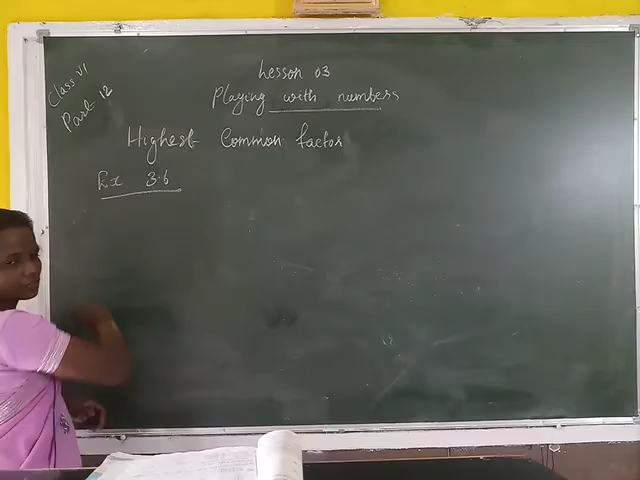 Class VI
Part 12
Lesson 03
Playing with numbers
Highest Common factor
Ex 3.6